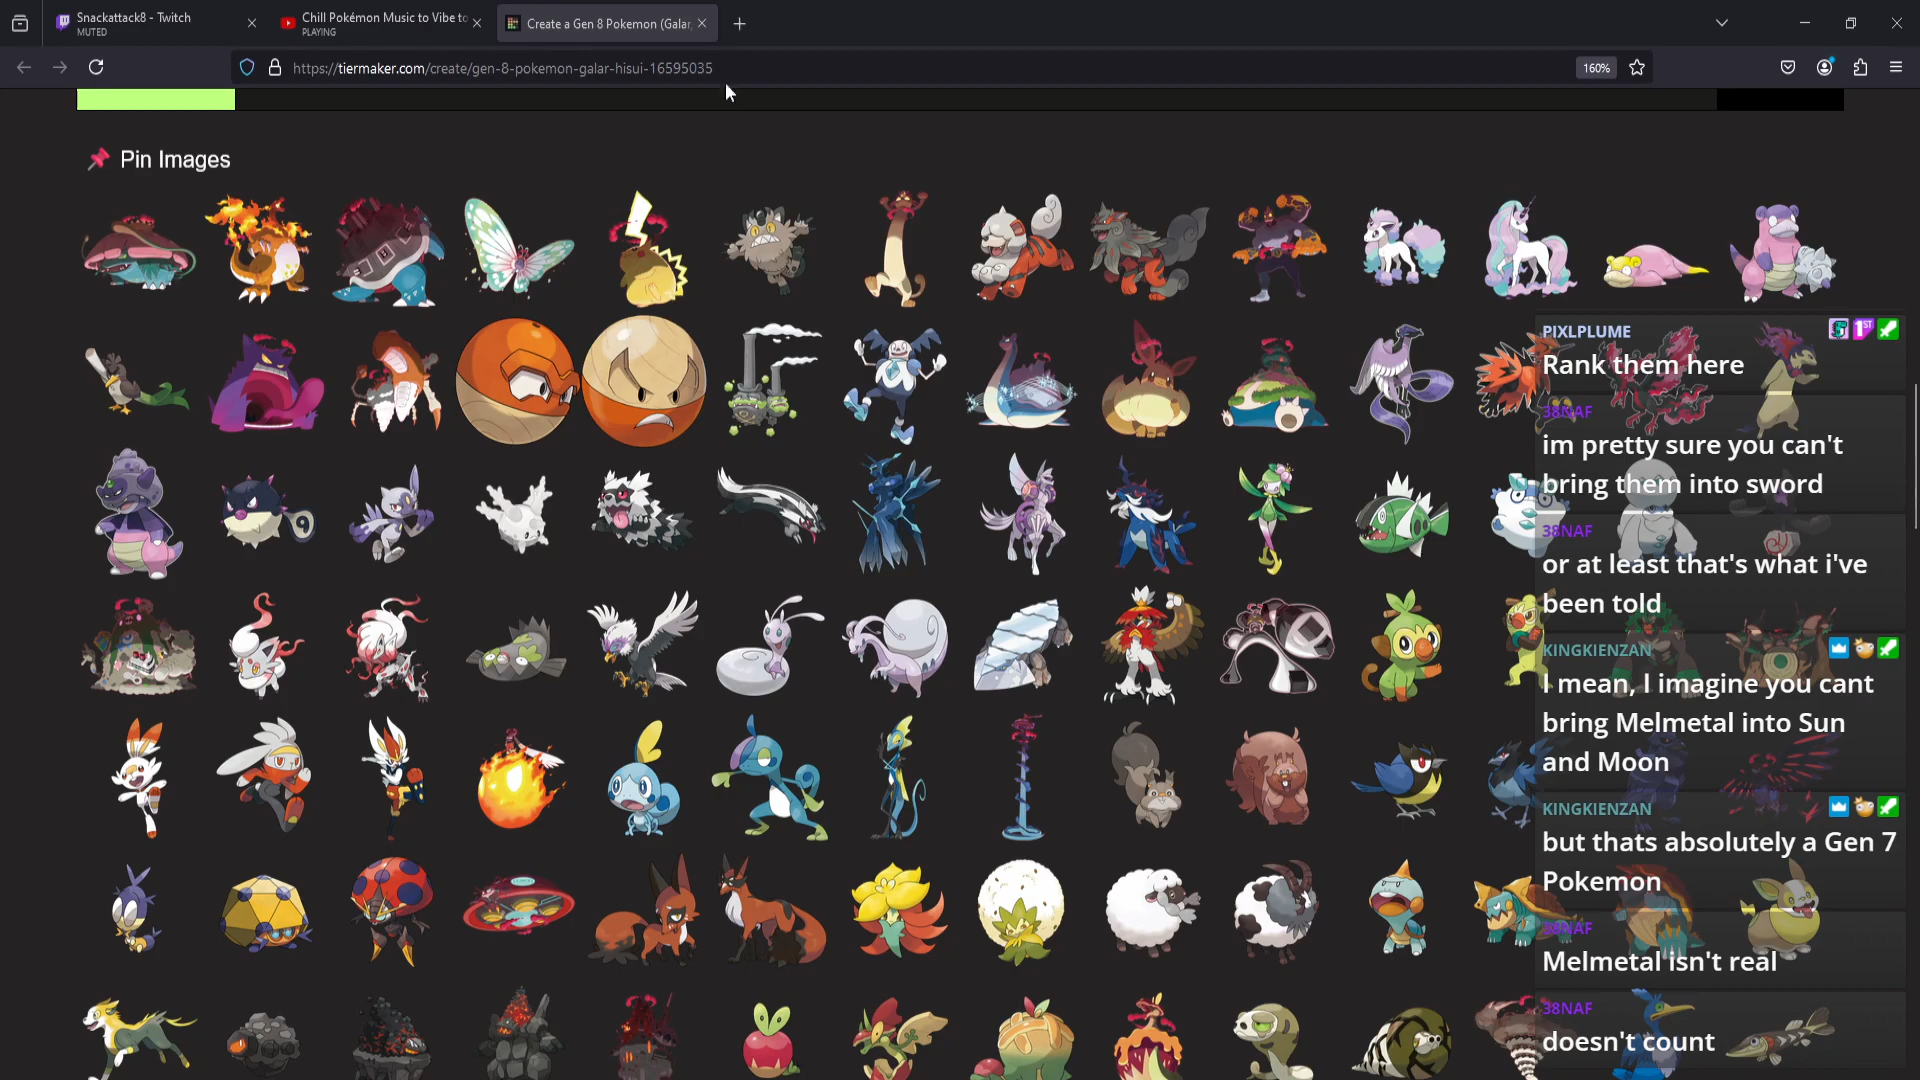 Snackattack8 - Twitch
MUTED
Chill Pokémon Music to Vibe to
PLAYING
Create a Gen 8 Pokemon (Galar,
https://tiermaker.com/create/gen-8-pokemon-galar-hisui-16595035
160%
Pin Images
PIXLPLUME
1ST
Rank them here
38NAF
im pretty sure you can't
bring them into sword
38NAF
or at least that's what i've
been told
KINGKIENZAN
I mean, I imagine you cant
bring Melmetal into Sun
and Moon
KINGKIENZAN
but thats absolutely a Gen 7
Pokemon
38NAF
Melmetal isn't real
38NAF
doesn't count